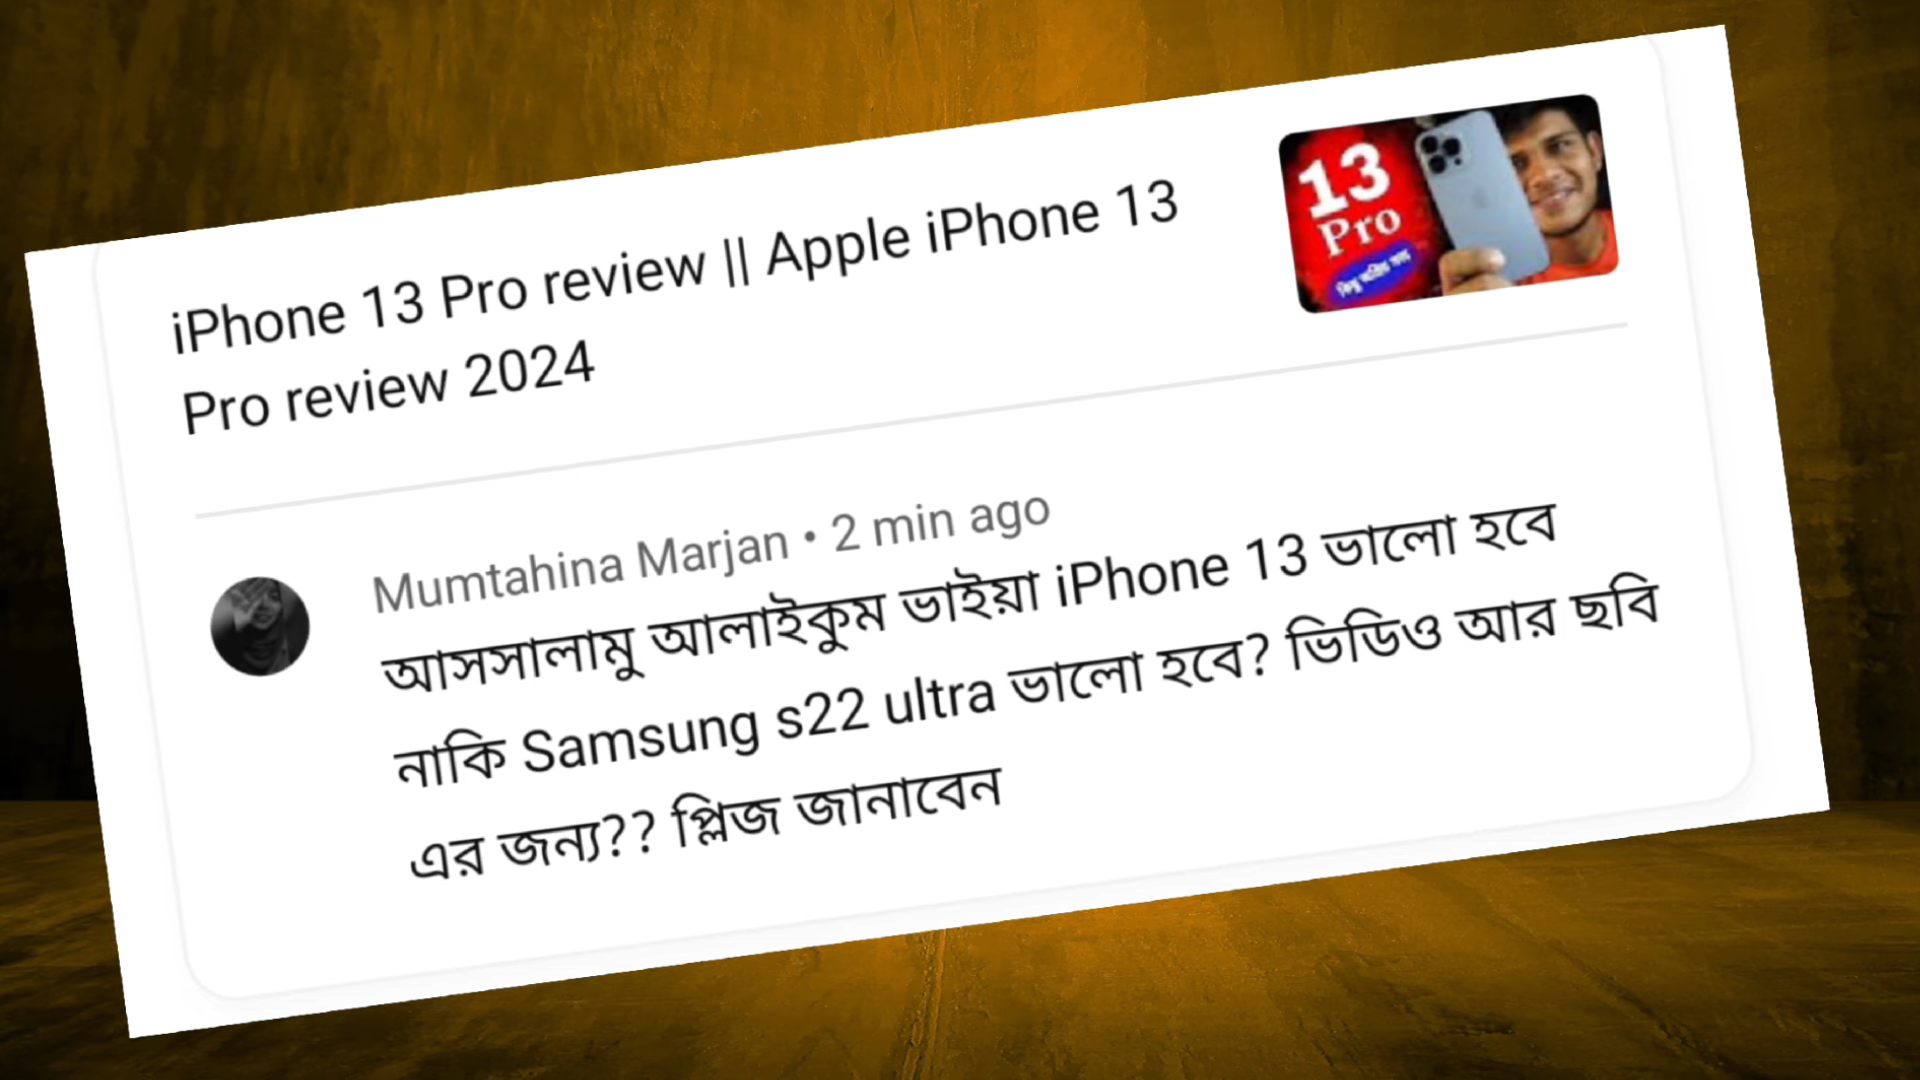 iPhone 13 Pro review || Apple iPhone 13
Pro review 2024
13
Pro
Mumtahina Marjan • 2 min ago
আসসালামু আলাইকুম ভাইয়া iPhone 13 ভালো হবে
নাকি Samsung s22 ultra ভালো হবে? ভিডিও আর ছবি
এর জন্য?? প্লিজ জানাবেন